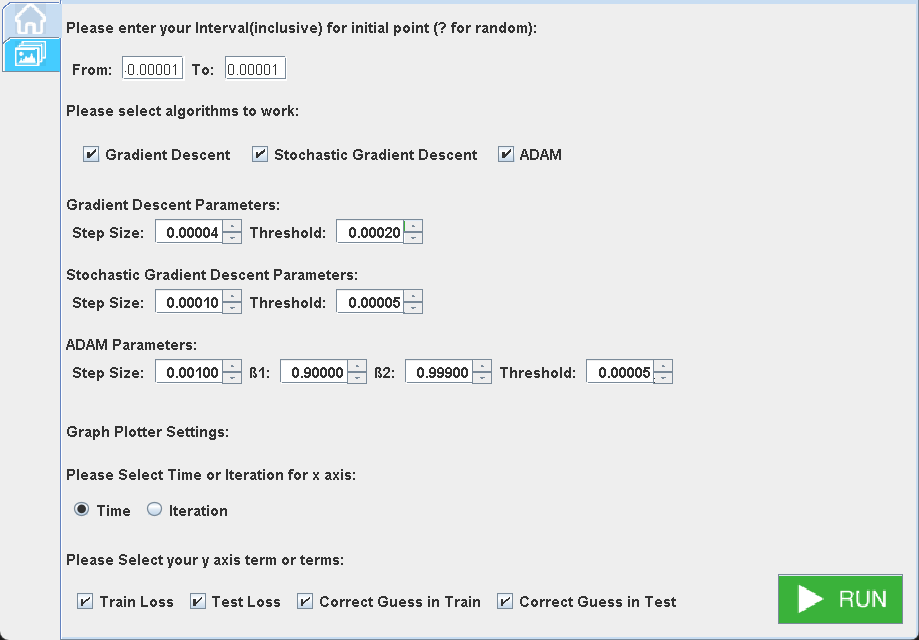 Please enter your Interval(inclusive) for initial point (? for random):
From: -0.00001 To: 0.00001
Please select algorithms to work:
Gradient Descent Stochastic Gradient Descent ADAM
Gradient Descent Parameters:
Step Size: 0.00004 Threshold: 0.00020
Stochastic Gradient Descent Parameters:
Step Size: 0.00010 Threshold: 0.00005
ADAM Parameters:
Step Size: 0.00100 ß1: 0.90000 ß2: 0.99900 Threshold: 0.00005
Graph Plotter Settings:
Please Select Time or Iteration for x axis:
Time Iteration
Please Select your y axis term or terms:
Train Loss Test Loss Correct Guess in Train Correct Guess in Test
RUN